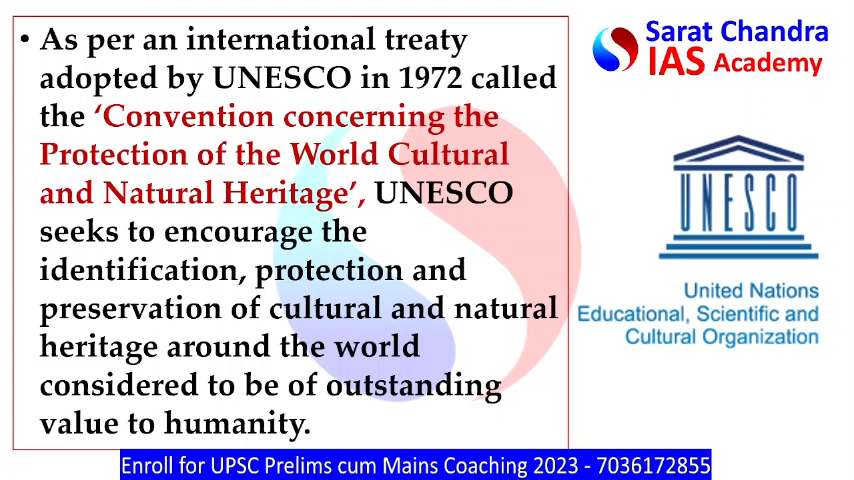 • As per an international treaty
adopted by UNESCO in 1972 called
the ‘Convention concerning the
Protection of the World Cultural
and Natural Heritage’, UNESCO
seeks to encourage the
identification, protection and
preservation of cultural and natural
heritage around the world
considered to be of outstanding
value to humanity.
Sarat Chandra
IAS Academy
UNESCO
United Nations
Educational, Scientific and
Cultural Organization
Enroll for UPSC Prelims cum Mains Coaching 2023 - 7036172855